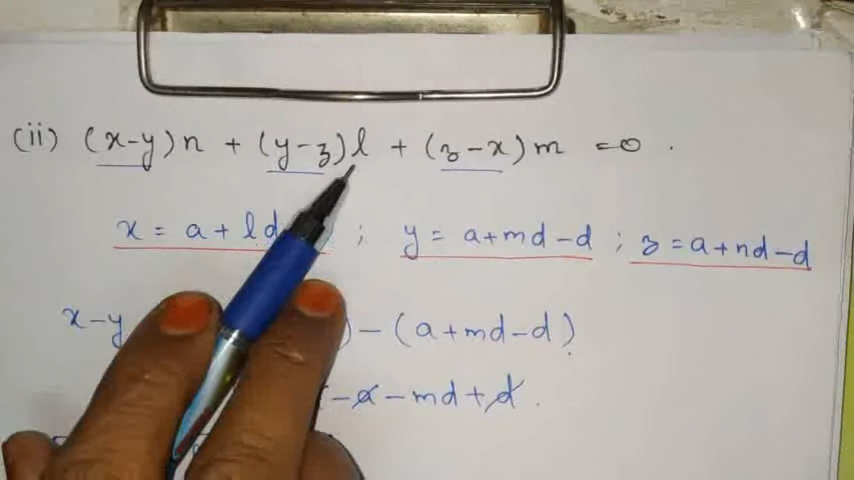 (ii) (x-y)n + (y-z)l + (z-x)m =0.
x = a + ld ; y = a+md-d ; z = a+nd-d
x-y ) - (a+md-d)
-a - md + d.